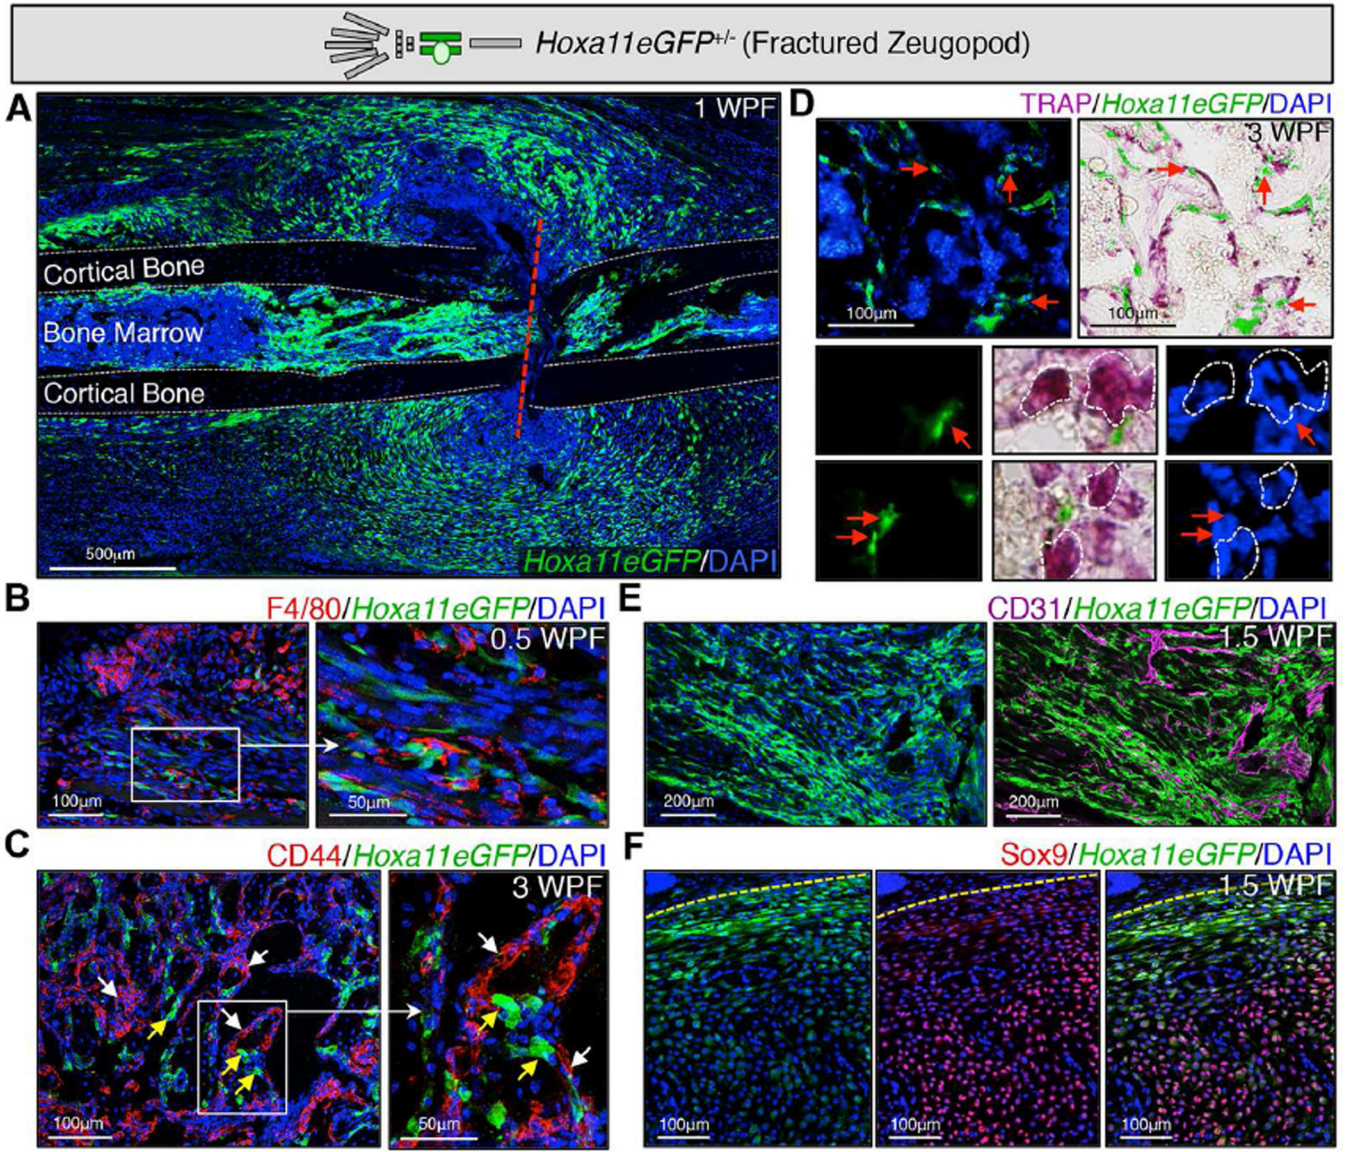 Hoxa11eGFP+/- (Fractured Zeugopod)
A
1 WPF
Cortical Bone
Bone Marrow
Cortical Bone
500μm
Hoxa11eGFP/DAPI
B
F4/80/Hoxa11eGFP/DAPI
0.5 WPF
100μm
50μm
C
CD44/Hoxa11eGFP/DAPI
3 WPF
100μm
50μm
D
TRAP/Hoxa11eGFP/DAPI
3 WPF
100μm
100μm
E
CD31/Hoxa11eGFP/DAPI
1.5 WPF
200μm
200μm
F
Sox9/Hoxa11eGFP/DAPI
1.5 WPF
100μm
100μm
100μm